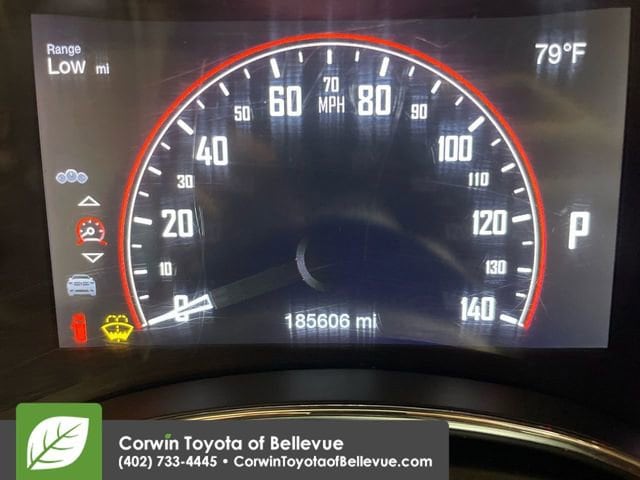 Range
Low mi
79°F
70
MPH
60
80
50
90
40
100
30
110
20
120
P
10
130
0
140
185606 mi
Corwin Toyota of Bellevue
(402) 733-4445 • CorwinToyotaofBellevue.com